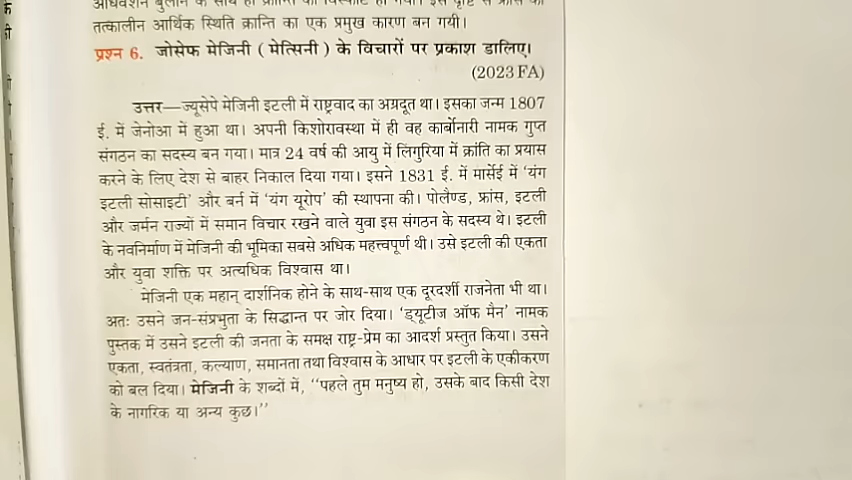 तत्कालीन आर्थिक स्थिति क्रान्ति का एक प्रमुख कारण बन गयी।
प्रश्न 6. जोसेफ मेजिनी ( मेत्सिनी ) के विचारों पर प्रकाश डालिए।
(2023 FA)
उत्तर—ज्यूसेपे मेजिनी इटली में राष्ट्रवाद का अग्रदूत था। इसका जन्म 1807
ई. में जेनोआ में हुआ था। अपनी किशोरावस्था में ही वह कार्बोनारी नामक गुप्त
संगठन का सदस्य बन गया। मात्र 24 वर्ष की आयु में लिगुरिया में क्रांति का प्रयास
करने के लिए देश से बाहर निकाल दिया गया। इसने 1831 ई. में मार्सेई में ‘यंग
इटली सोसाइटी’ और बर्न में ‘यंग यूरोप’ की स्थापना की। पोलैण्ड, फ्रांस, इटली
और जर्मन राज्यों में समान विचार रखने वाले युवा इस संगठन के सदस्य थे। इटली
के नवनिर्माण में मेजिनी की भूमिका सबसे अधिक महत्त्वपूर्ण थी। उसे इटली की एकता
और युवा शक्ति पर अत्यधिक विश्वास था।
मेजिनी एक महान् दार्शनिक होने के साथ-साथ एक दूरदर्शी राजनेता भी था।
अतः उसने जन-संप्रभुता के सिद्धान्त पर जोर दिया। ‘ड्यूटीज ऑफ मैन’ नामक
पुस्तक में उसने इटली की जनता के समक्ष राष्ट्र-प्रेम का आदर्श प्रस्तुत किया। उसने
एकता, स्वतंत्रता, कल्याण, समानता तथा विश्वास के आधार पर इटली के एकीकरण
को बल दिया। मेजिनी के शब्दों में, “पहले तुम मनुष्य हो, उसके बाद किसी देश
के नागरिक या अन्य कुछ।”